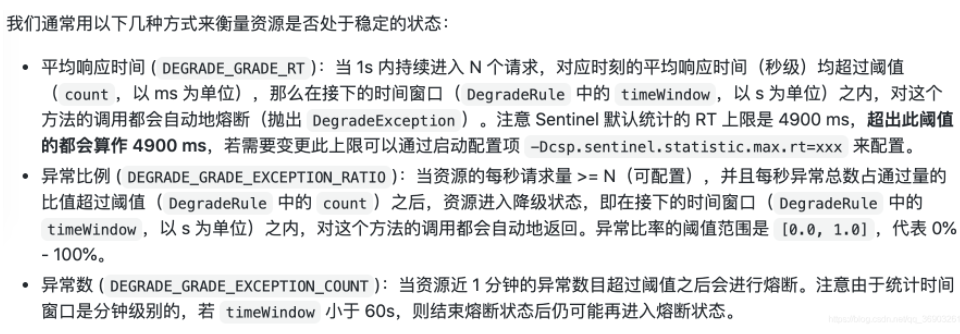 我们通常用以下几种方式来衡量资源是否处于稳定的状态：
• 平均响应时间 ( DEGRADE_GRADE_RT )：当 1s 内持续进入 N 个请求，对应时刻的平均响应时间（秒级）均超过阈值
（ count ，以 ms 为单位），那么在接下的时间窗口（ DegradeRule 中的 timeWindow ，以 s 为单位）之内，对这个
方法的调用都会自动地熔断（抛出 DegradeException ）。注意 Sentinel 默认统计的 RT 上限是 4900 ms，超出此阈值
的都会算作 4900 ms，若需要变更此上限可以通过启动配置项 -Dcsp.sentinel.statistic.max.rt=xxx 来配置。
• 异常比例 ( DEGRADE_GRADE_EXCEPTION_RATIO )：当资源的每秒请求量 >= N（可配置），并且每秒异常总数占通过量的
比值超过阈值（ DegradeRule 中的 count ）之后，资源进入降级状态，即在接下的时间窗口（ DegradeRule 中的
timeWindow ，以 s 为单位）之内，对这个方法的调用都会自动地返回。异常比率的阈值范围是 [0.0, 1.0] ，代表 0%
- 100%。
• 异常数 ( DEGRADE_GRADE_EXCEPTION_COUNT )：当资源近 1 分钟的异常数目超过阈值之后会进行熔断。注意由于统计时间
窗口是分钟级别的，若 timeWindow 小于 60s，则结束熔断状态后仍可能再进入熔断状态。